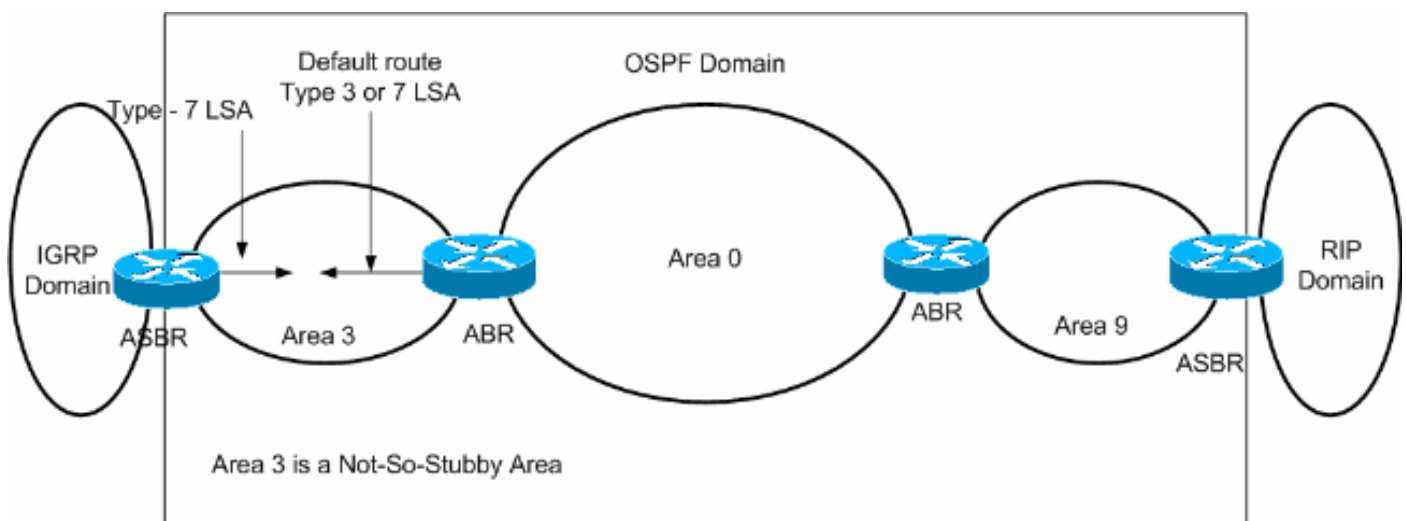 Default route
Type 3 or 7 LSA
OSPF Domain
Type - 7 LSA
IGRP
Domain
ASBR
Area 3
ABR
Area 0
ABR
Area 9
ASBR
RIP
Domain
Area 3 is a Not-So-Stubby Area